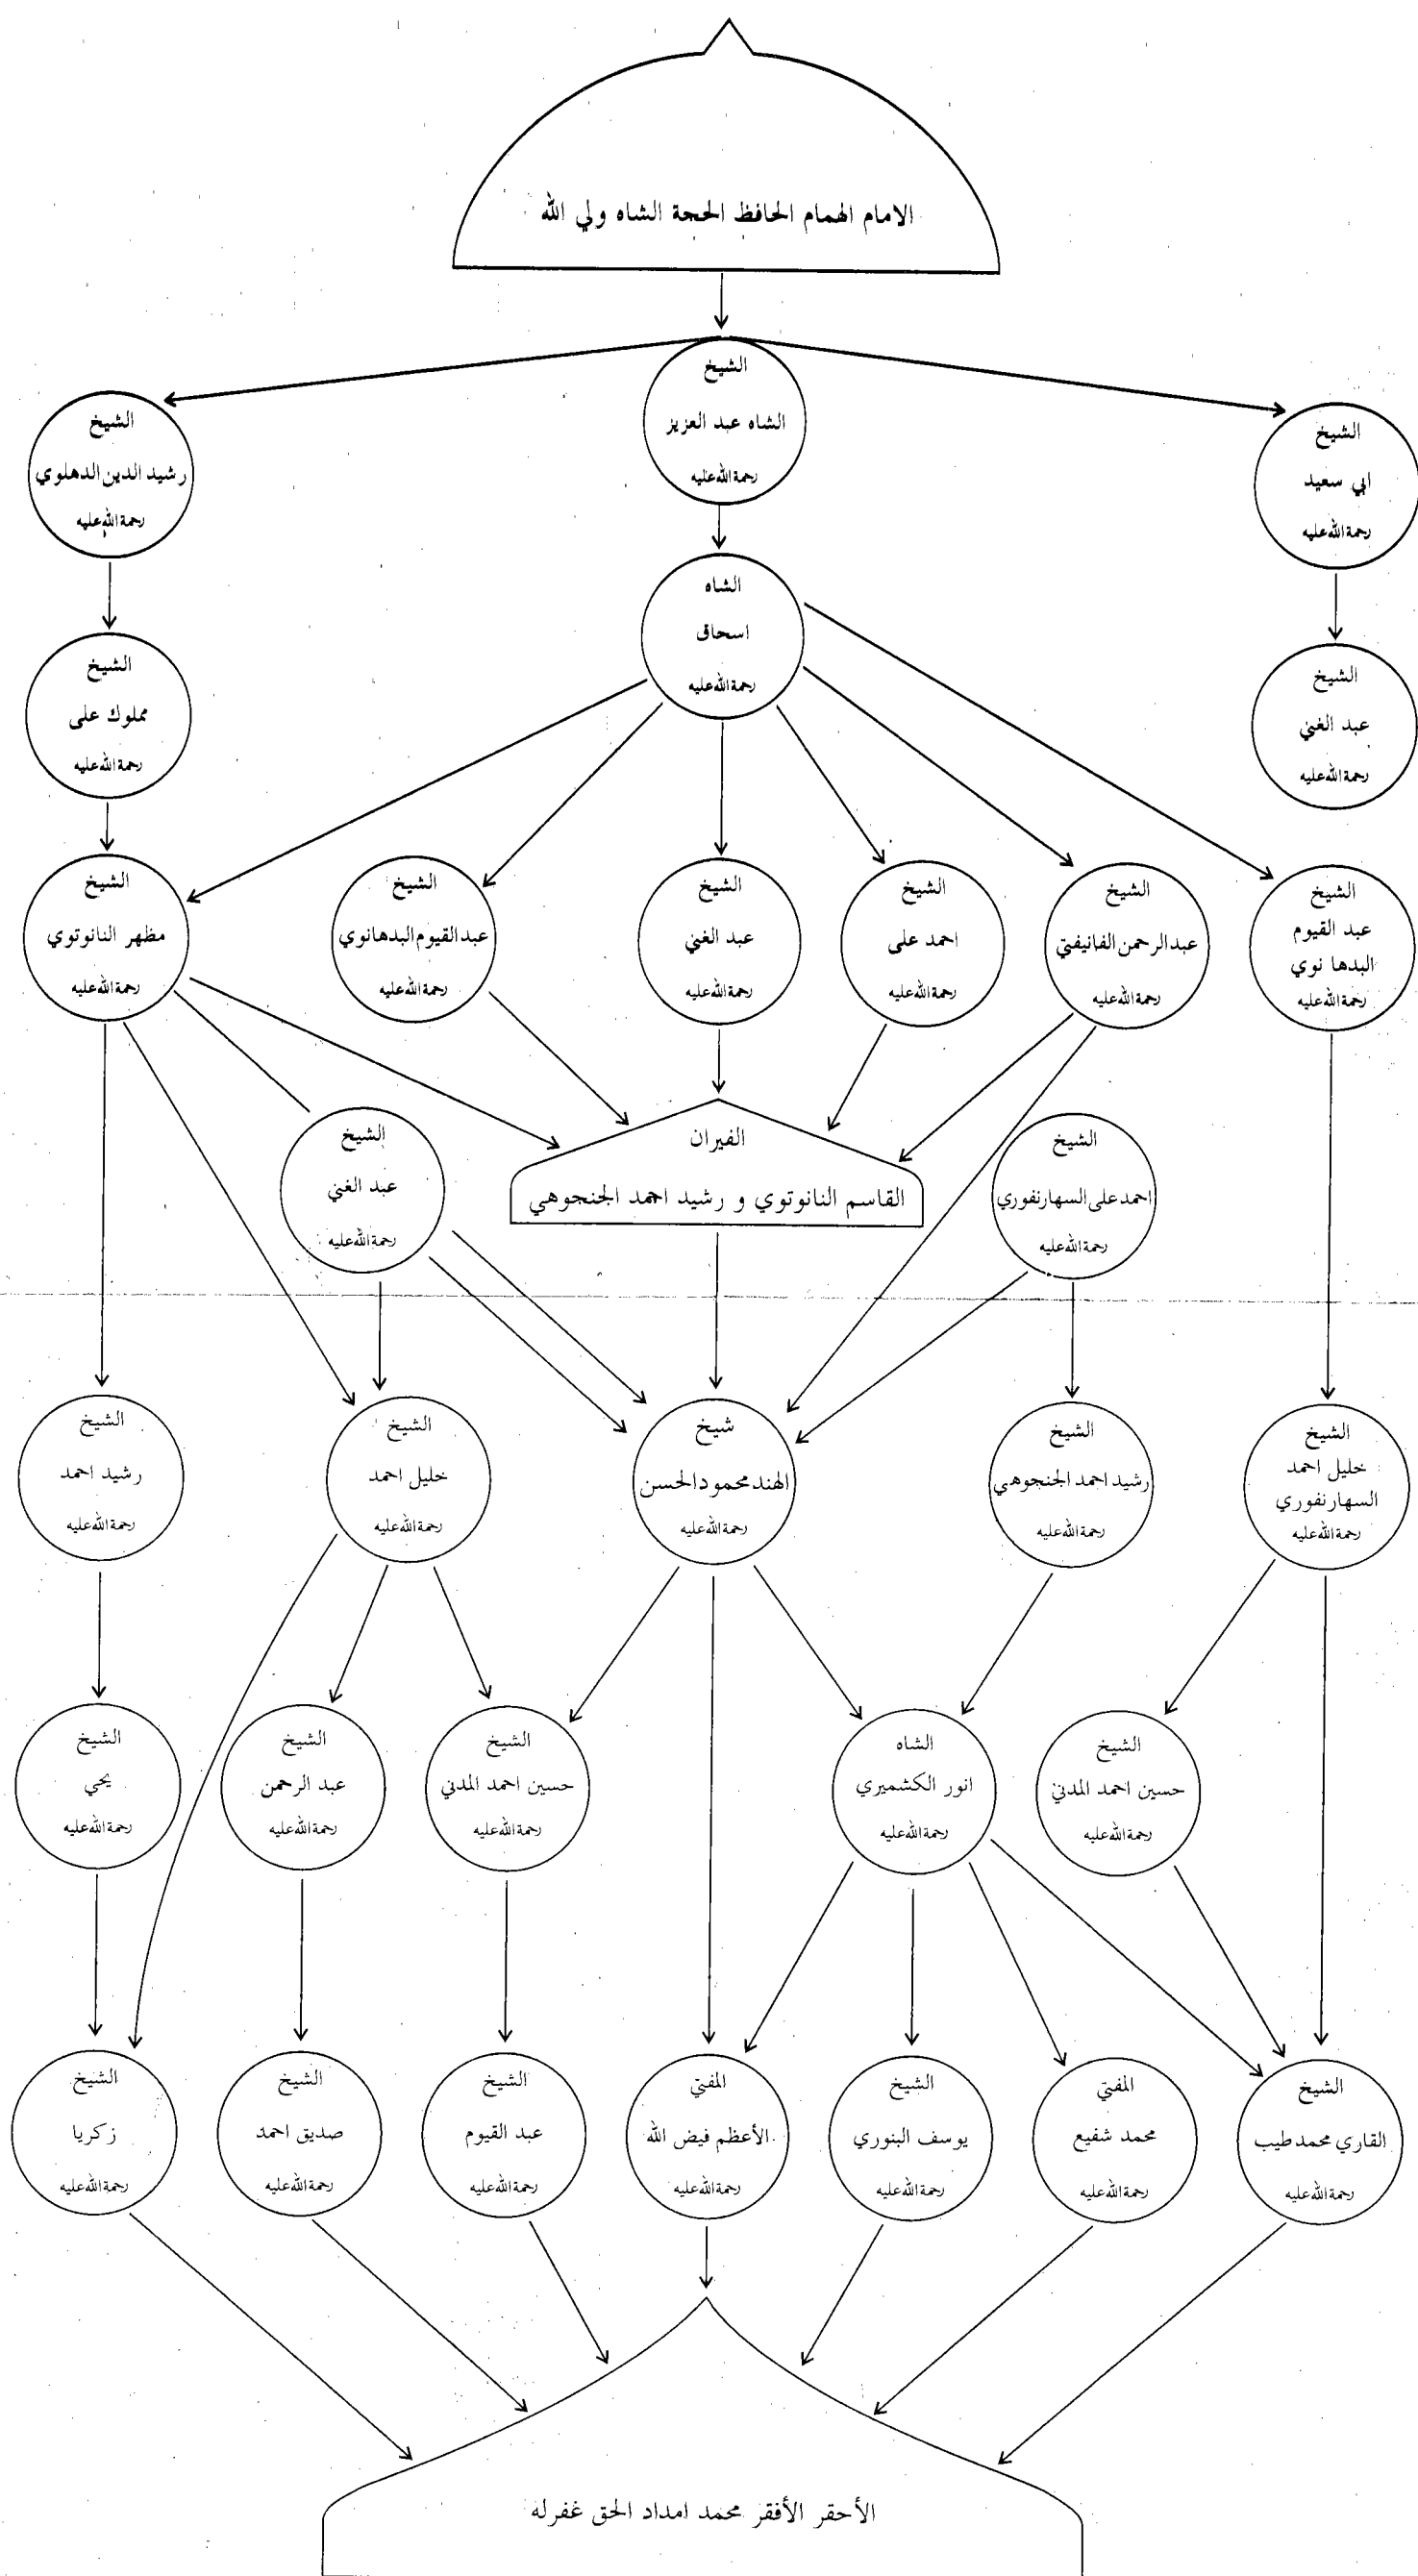 الامام الهمام الحافظ الحجة الشاه ولي الله
الشيخ
ابي سعيد
رحمة الله عليه
الشيخ
الشاه عبد العزيز
رحمة الله عليه
الشيخ
رشيد الدين الدهلوي
رحمة الله عليه
الشيخ
عبد الغني
رحمة الله عليه
الشاه
اسحاق
رحمة الله عليه
الشيخ
مملوك على
رحمة الله عليه
الشيخ
عبد القيوم
البدها نوي
رحمة الله عليه
الشيخ
عبد الرحمن الفانيفتي
رحمة الله عليه
الشيخ
احمد على
رحمة الله عليه
الشيخ
عبد الغني
رحمة الله عليه
الشيخ
عبد القيوم البدهانوي
رحمة الله عليه
الشيخ
مظهر النانوتوي
رحمة الله عليه
الشيخ
احمد على السهارنفوري
رحمة الله عليه
الفيران
القاسم النانوتوي و رشيد احمد الجنجوهي
الشيخ
عبد الغني
رحمة الله عليه
الشيخ
خليل احمد
السهارنفوري
رحمة الله عليه
الشيخ
رشيد احمد الجنجوهي
رحمة الله عليه
شيخ
الهند محمود الحسن
رحمة الله عليه
الشيخ
خليل احمد
رحمة الله عليه
الشيخ
رشيد احمد
رحمة الله عليه
الشيخ
حسين احمد المدني
رحمة الله عليه
الشاه
انور الكشميري
رحمة الله عليه
الشيخ
حسين احمد المدني
رحمة الله عليه
الشيخ
عبد الرحمن
رحمة الله عليه
الشيخ
يحي
رحمة الله عليه
الشيخ
القاري محمد طيب
رحمة الله عليه
المفتي
محمد شفيع
رحمة الله عليه
الشيخ
يوسف البنوري
رحمة الله عليه
المفتي
الأعظم فيض الله
رحمة الله عليه
الشيخ
عبد القيوم
رحمة الله عليه
الشيخ
صديق احمد
رحمة الله عليه
الشيخ
زكريا
رحمة الله عليه
الأحقر الأفقر محمد امداد الحق غفرله